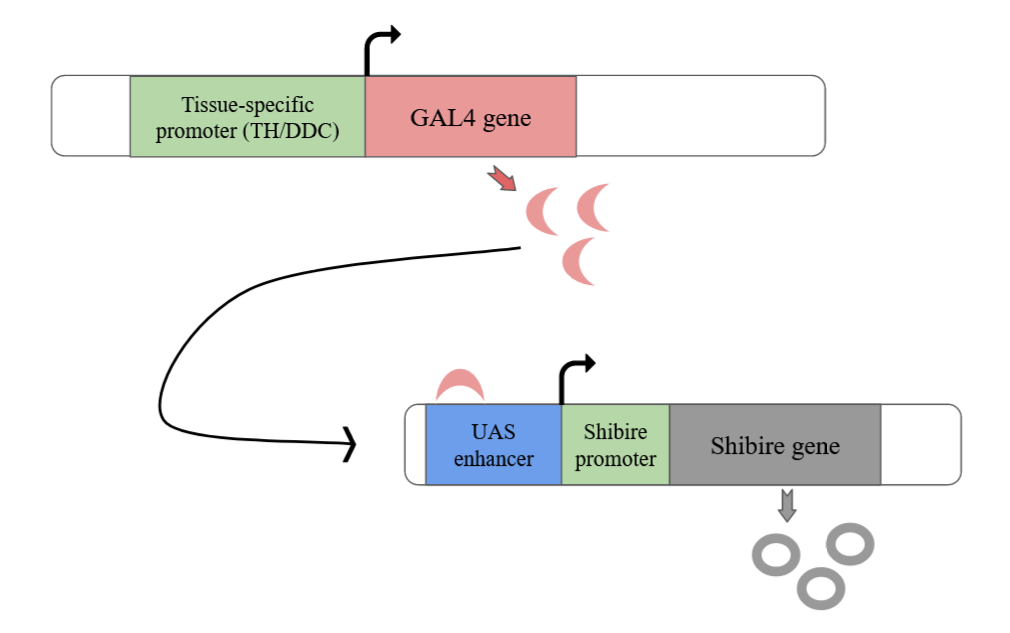 Tissue-specific
promoter (TH/DDC)
GAL4 gene
UAS
enhancer
Shibire
promoter
Shibire gene